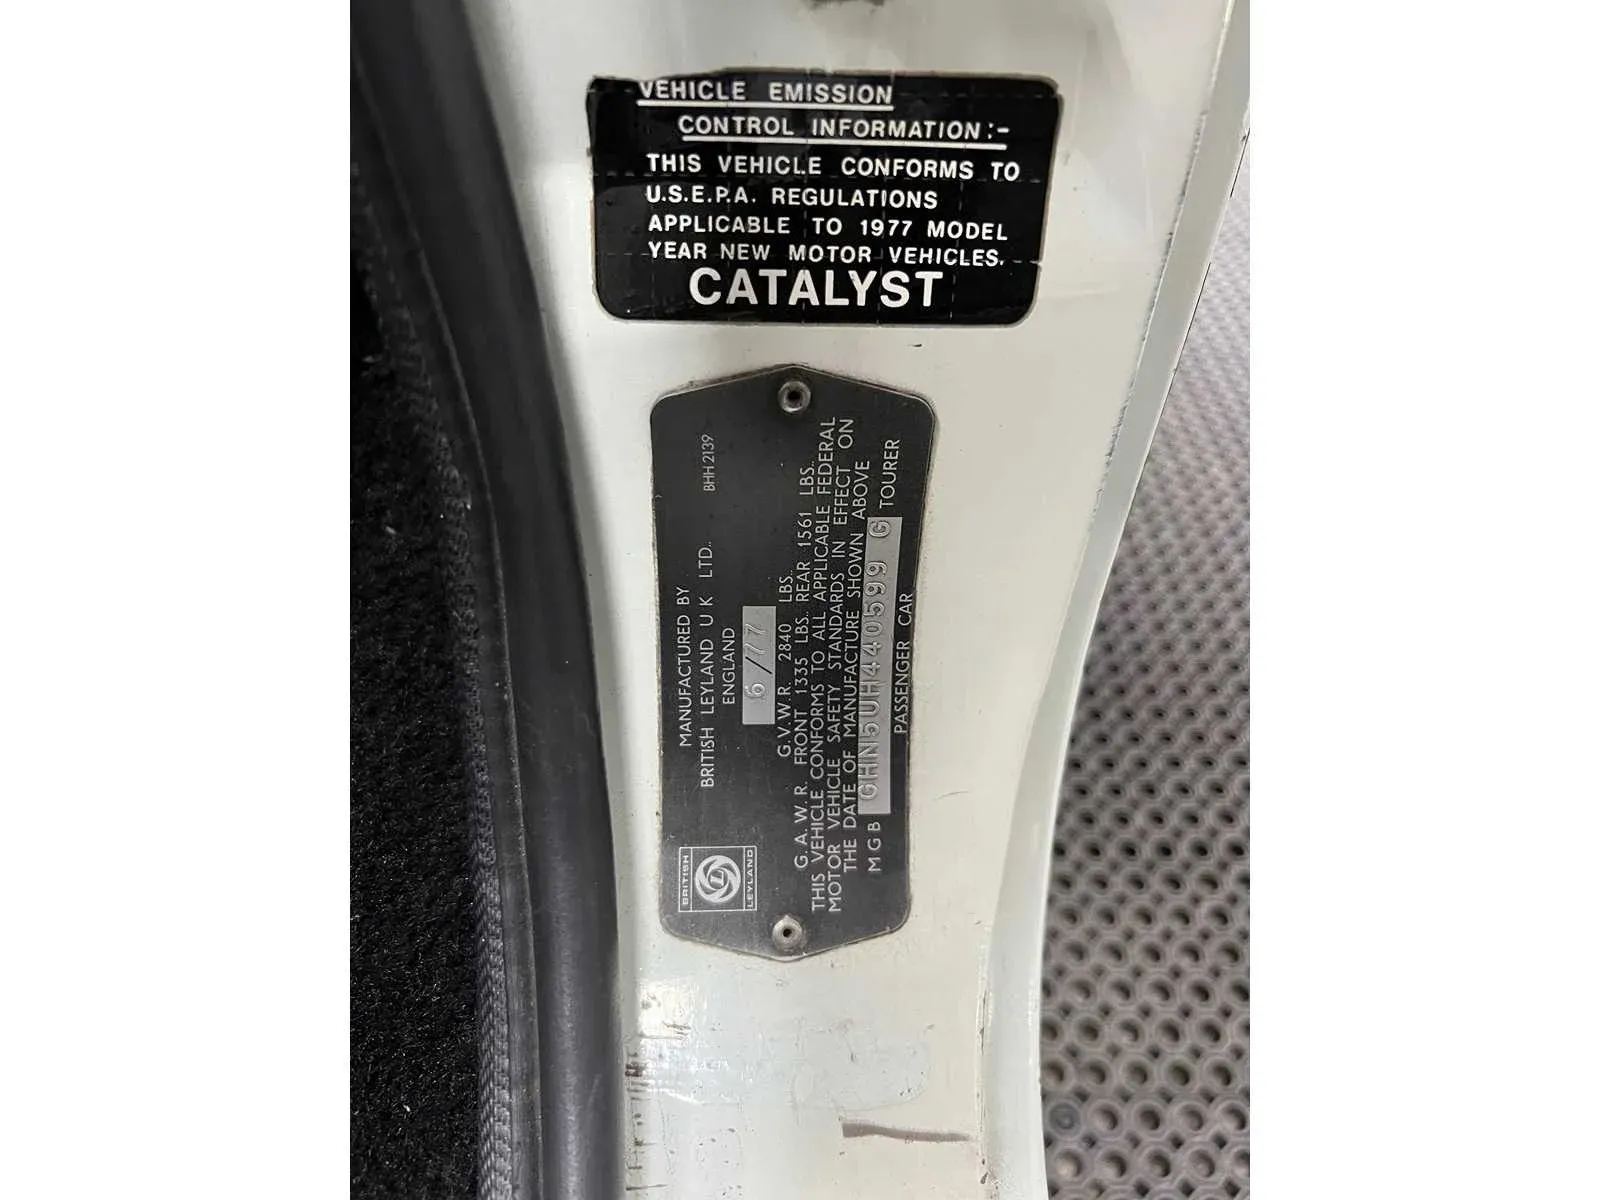 VEHICLE EMISSION
CONTROL INFORMATION:-
THIS VEHICLE CONFORMS TO
U.S.E.P.A. REGULATIONS
APPLICABLE TO 1977 MODEL
YEAR NEW MOTOR VEHICLES.
CATALYST
MANUFACTURED BY
BRITISH LEYLAND U K LTD. BHH 2139
ENGLAND
6/77
G.V.W.R. 2840 LBS.
G.A.W.R. FRONT 1335 LBS. REAR 1561 LBS.
THIS VEHICLE CONFORMS TO ALL APPLICABLE FEDERAL
MOTOR VEHICLE SAFETY STANDARDS IN EFFECT ON
THE DATE OF MANUFACTURE SHOWN ABOVE
MGB GHN5UH440599 G TOURER
PASSENGER CAR
BRITISH
LEYLAND